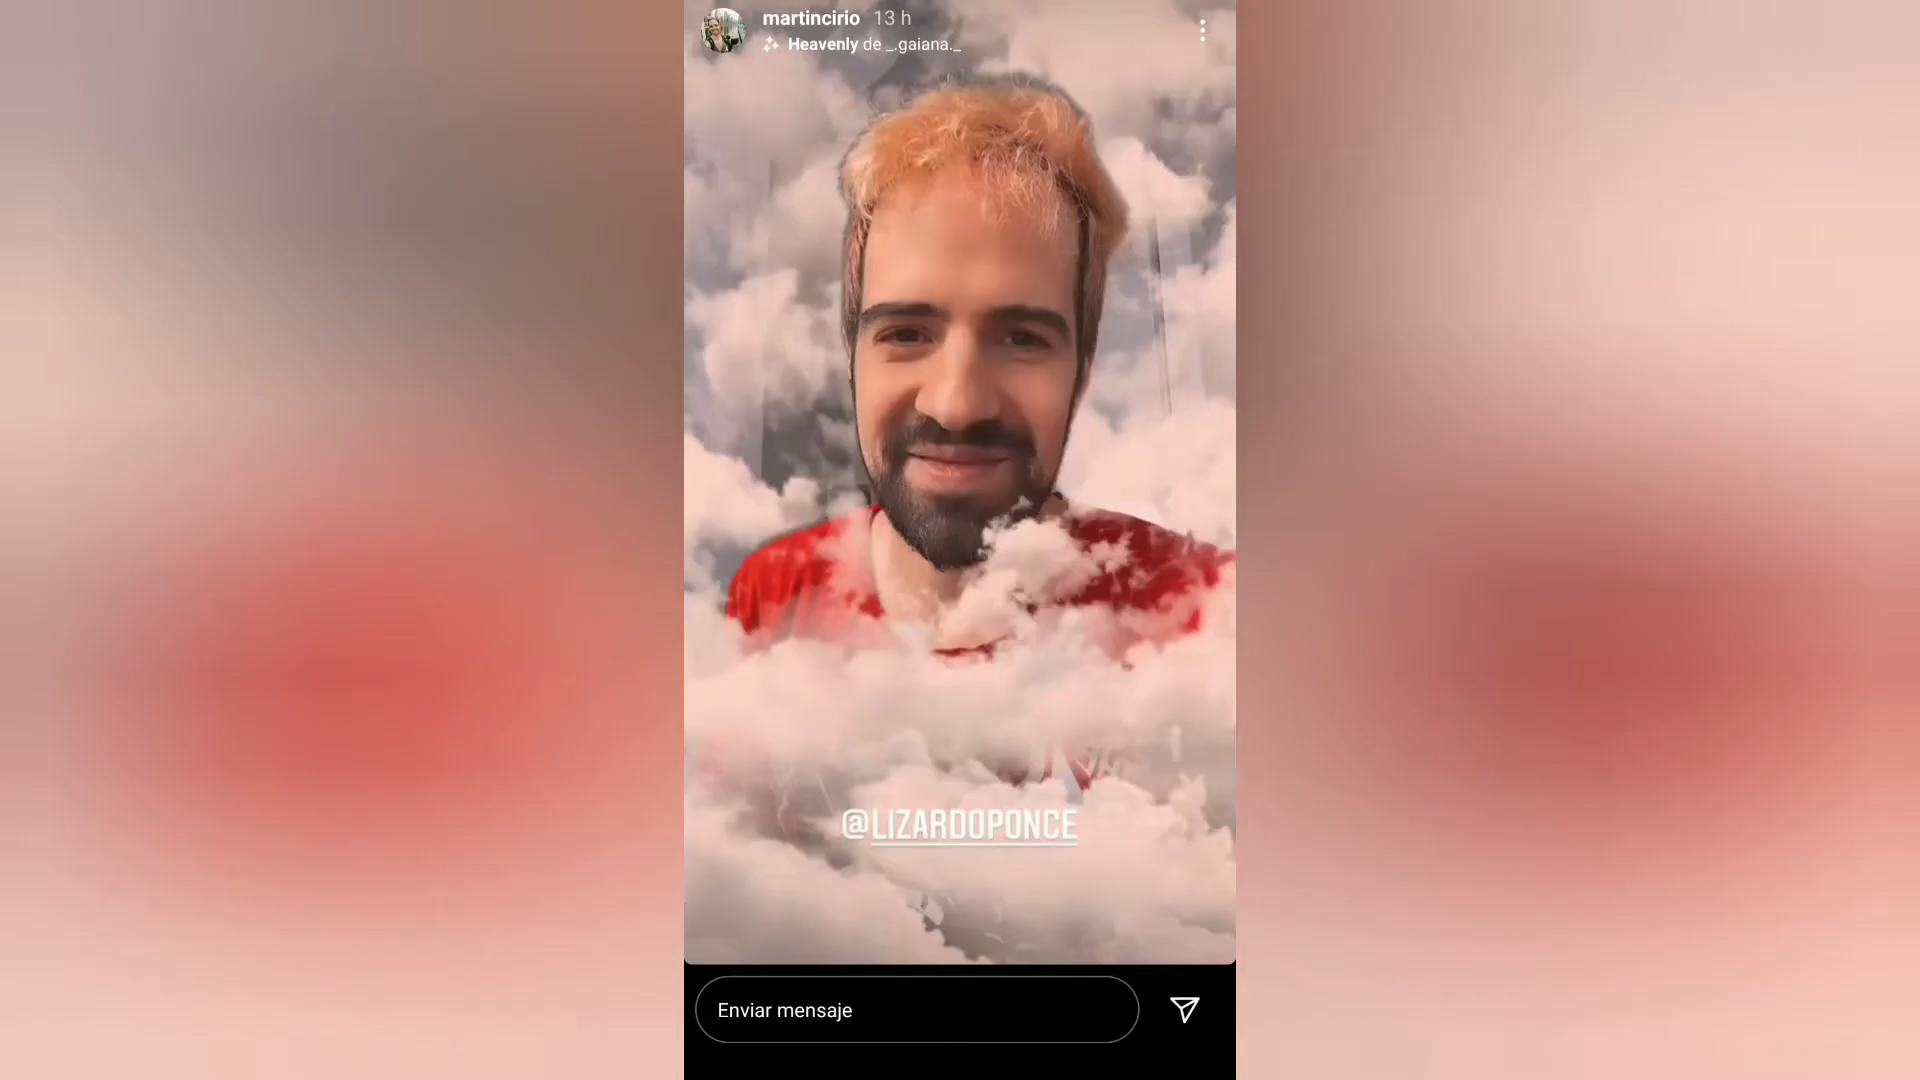 martincirio 13 h
Heavenly de _.gaiana._
@LIZARDOPONCE
Enviar mensaje